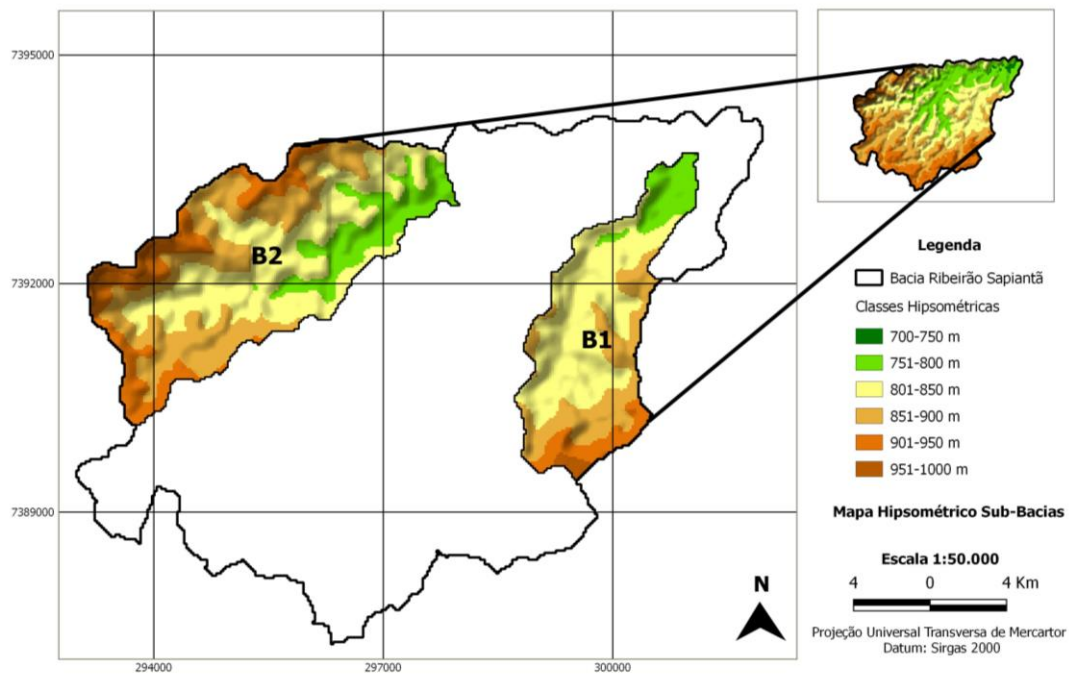 7395000
7392000
7389000
294000
297000
300000
B2
B1
N
Legenda
Bacia Ribeirão Sapiantã
Classes Hipsométricas
700-750 m
751-800 m
801-850 m
851-900 m
901-950 m
951-1000 m
Mapa Hipsométrico Sub-Bacias
Escala 1:50.000
4 0 4 Km
Projeção Universal Transversa de Mercartor
Datum: Sirgas 2000